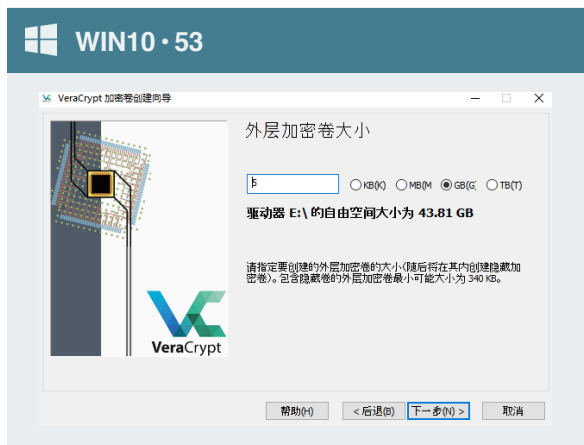 WIN10 · 53
VeraCrypt 加密卷创建向导
外层加密卷大小
5
KB(K) MB(M GB(G TB(T)
驱动器 E:\ 的自由空间大小为 43.81 GB
请指定要创建的外层加密卷的大小(随后将在其内创建隐藏加
密卷)。包含隐藏卷的外层加密卷最小可能大小为 340 KB。
VeraCrypt
帮助(H) < 后退(B) 下一步(N) > 取消